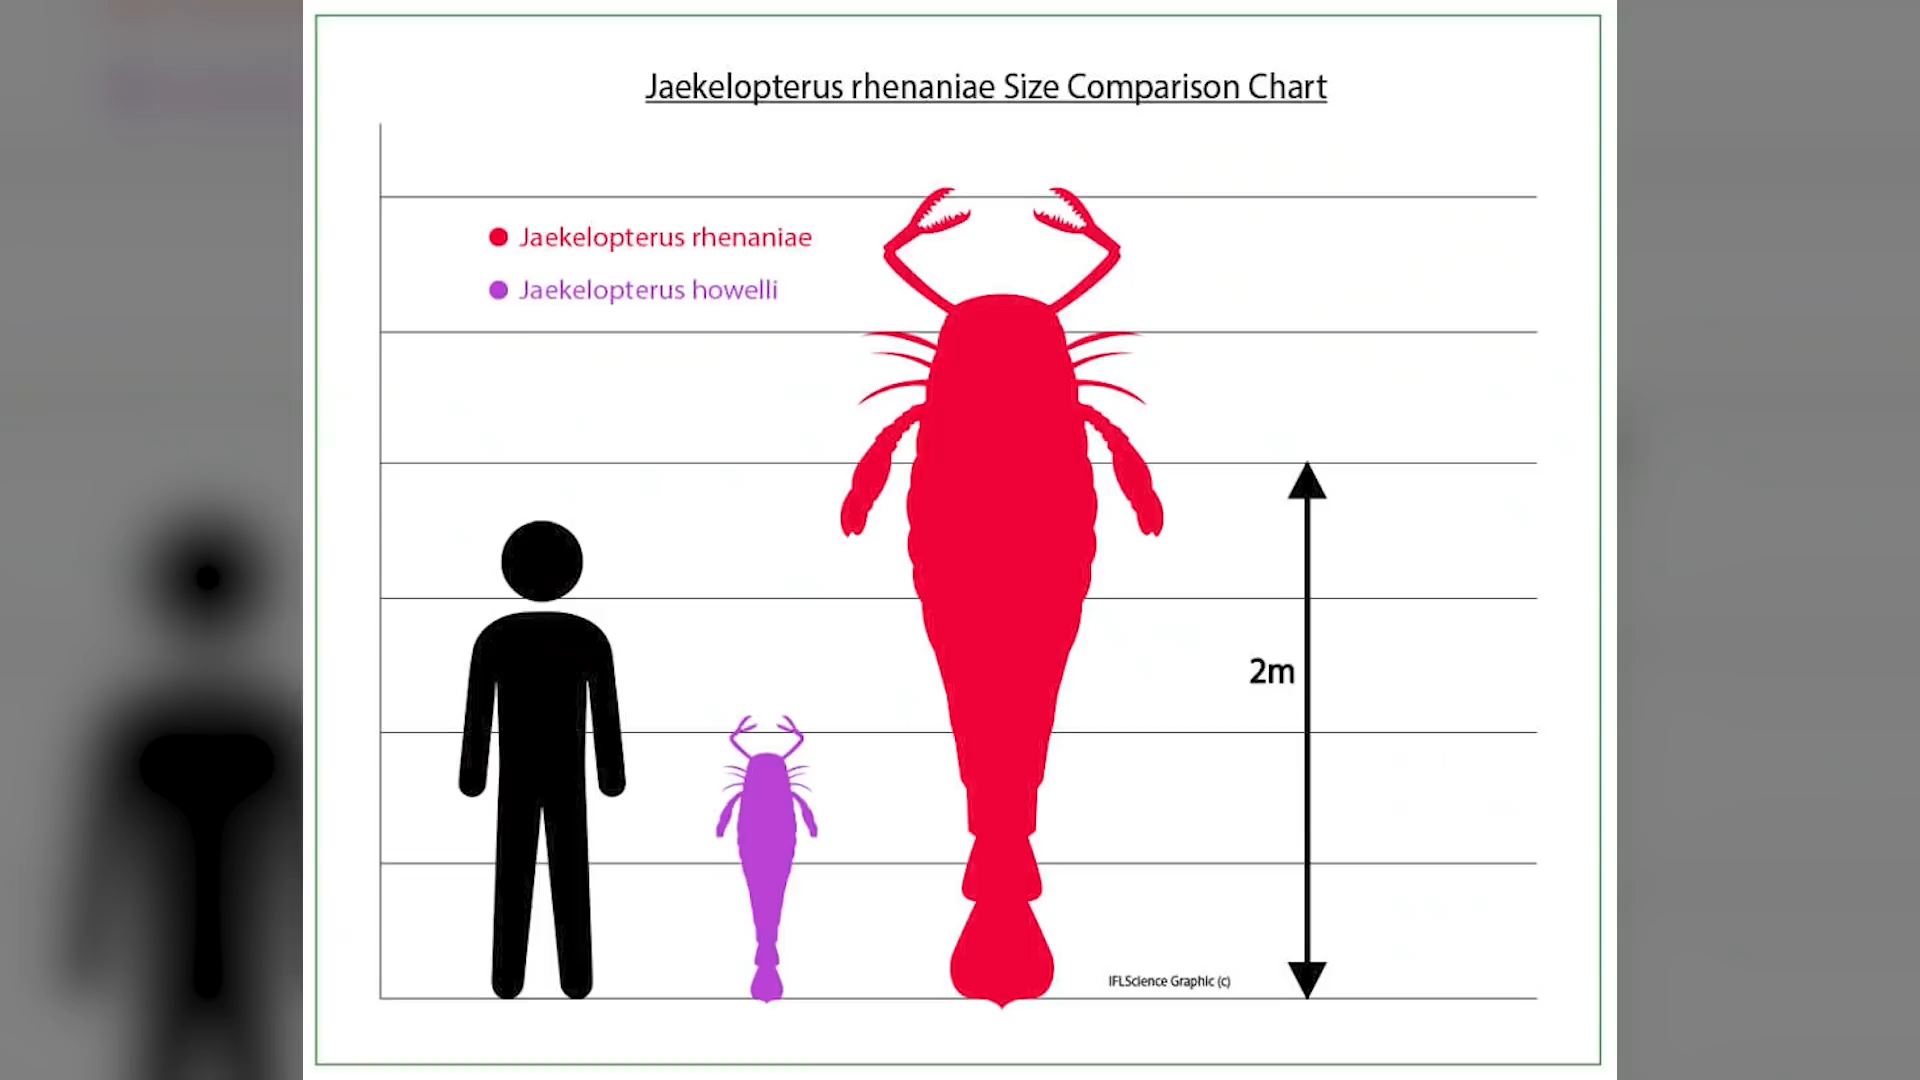 Jaekelopterus rhenaniae Size Comparison Chart
Jaekelopterus rhenaniae
Jaekelopterus howelli
2m
IFLScience Graphic (c)